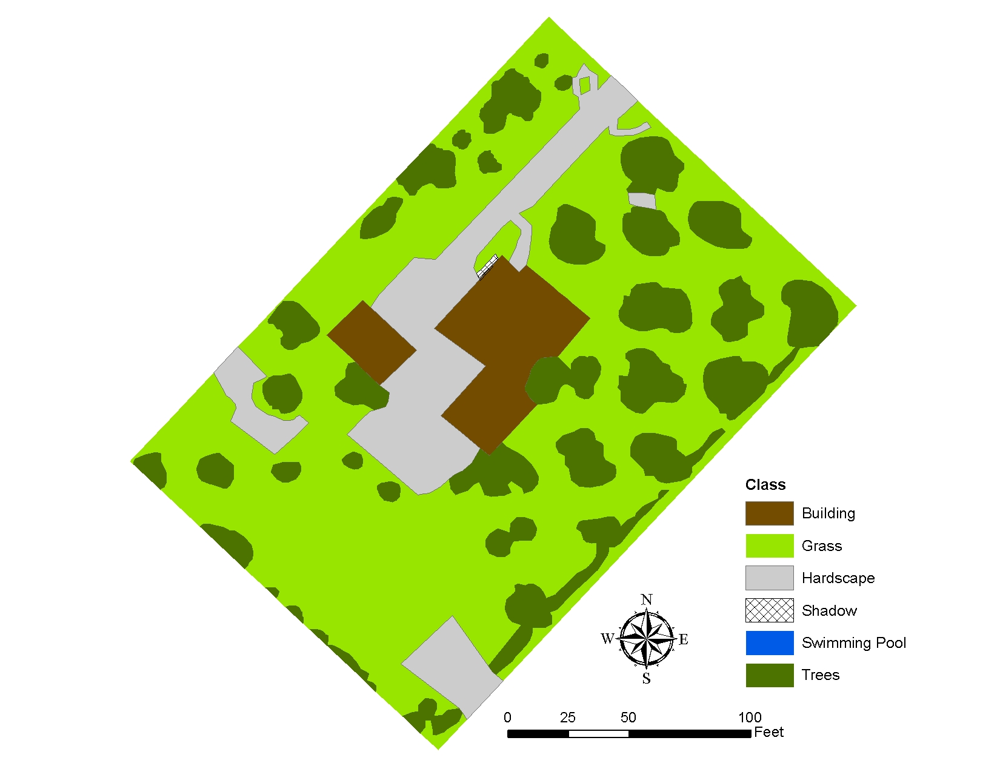 Class
Building
Grass
Hardscape
Shadow
Swimming Pool
Trees
N
W E
S
0 25 50 100
Feet